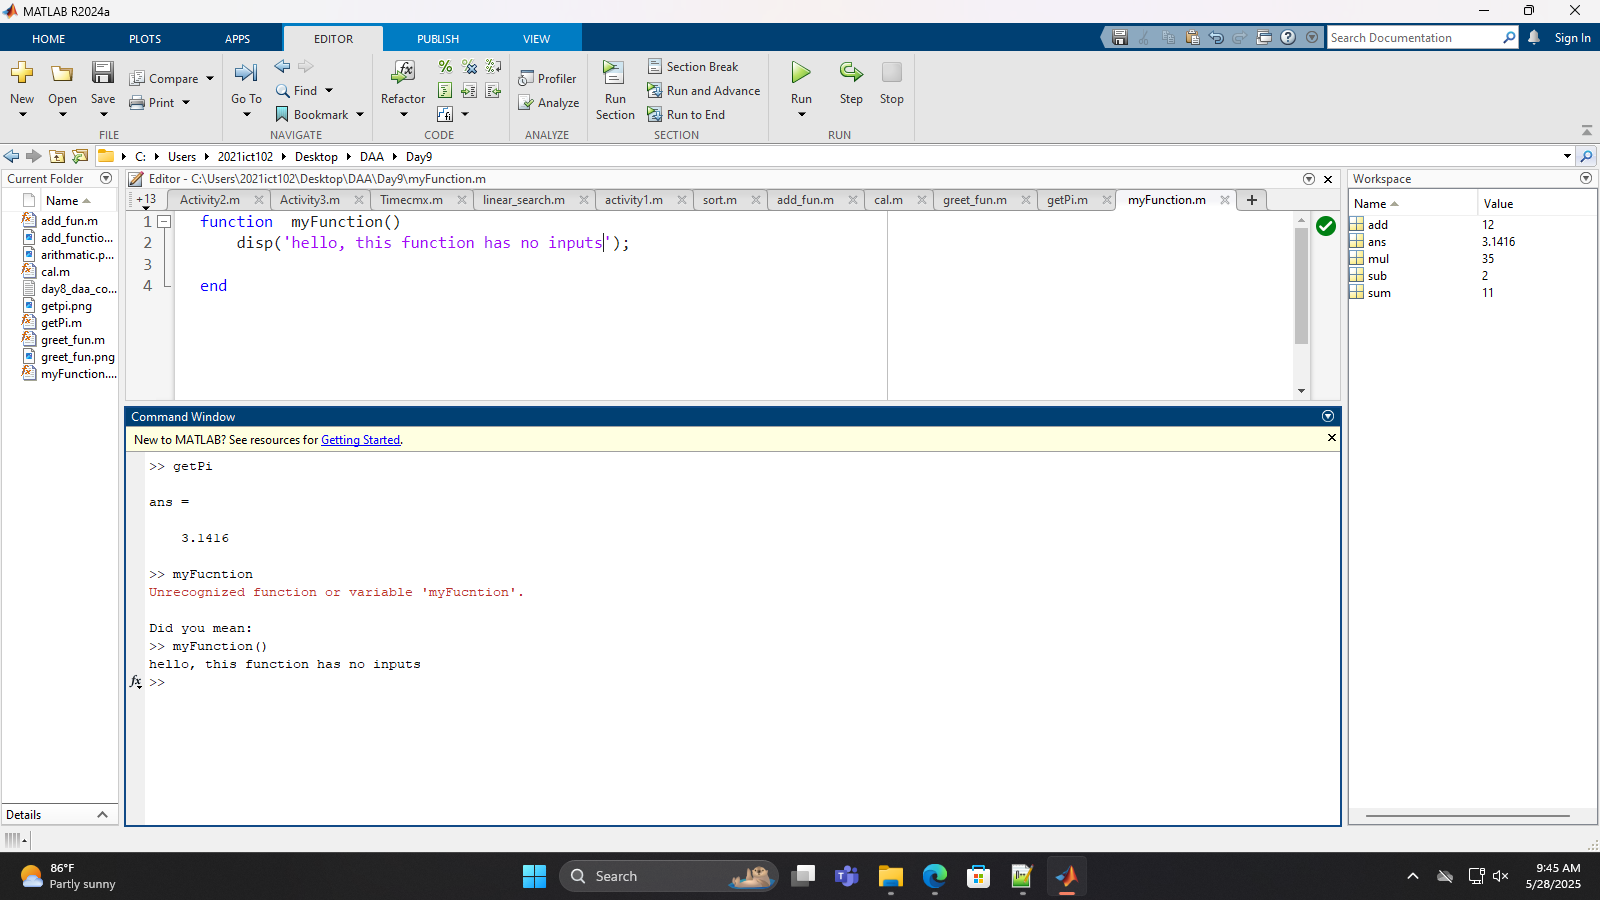 MATLAB R2024a
HOME PLOTS APPS EDITOR PUBLISH VIEW
Search Documentation
Sign In
New Open Save
Compare
Print
FILE
Go To
Find
Bookmark
NAVIGATE
Refactor
CODE
Profiler
Analyze
ANALYZE
Run Section
Section Break
Run and Advance
Run to End
SECTION
Run Step Stop
RUN
C: Users 2021ict102 Desktop DAA Day9
Current Folder
Name
add_fun.m
add_functio...
arithmatic.p...
cal.m
day8_daa_co...
getpi.png
getPi.m
greet_fun.m
greet_fun.png
myFunction....
Details
Editor - C:\Users\2021ict102\Desktop\DAA\Day9\myFunction.m
+13 Activity2.m Activity3.m Timecmx.m linear_search.m activity1.m sort.m add_fun.m cal.m greet_fun.m getPi.m myFunction.m
1 function  myFunction()
2 disp('hello, this function has no inputs');
3
4 end
Command Window
New to MATLAB? See resources for Getting Started.
>> getPi
ans =
3.1416
>> myFucntion
Unrecognized function or variable 'myFucntion'.
Did you mean:
>> myFunction()
hello, this function has no inputs
fx >>
Workspace
Name Value
add 12
ans 3.1416
mul 35
sub 2
sum 11
86°F
Partly sunny
Search
9:45 AM
5/28/2025